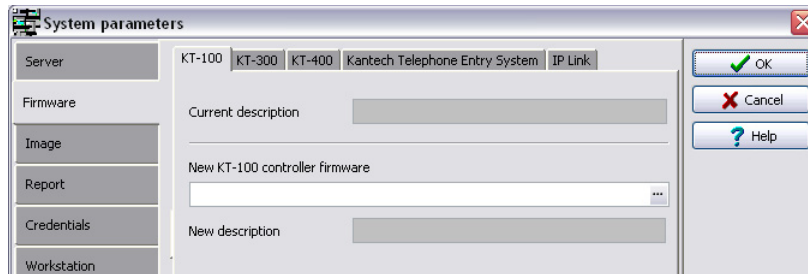 System parameters
Server
Firmware
Image
Report
Credentials
Workstation
KT-100 KT-300 KT-400 Kantech Telephone Entry System IP Link
Current description
New KT-100 controller firmware
...
New description
OK
Cancel
? Help